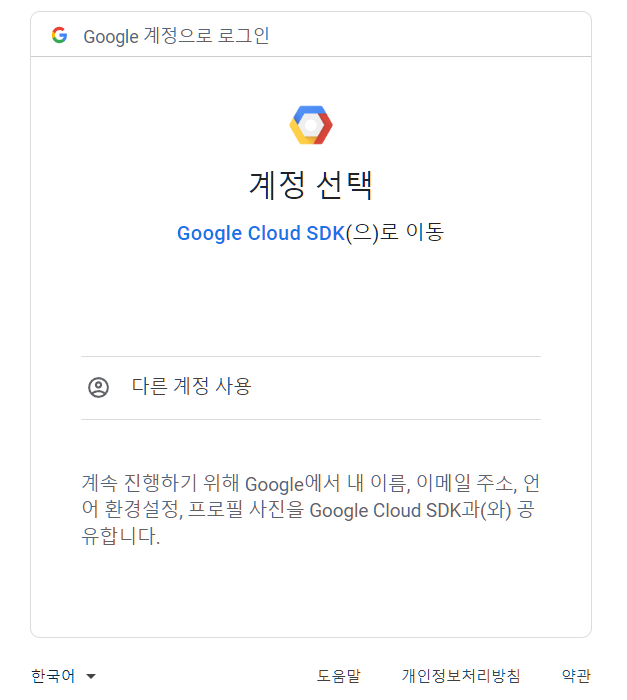 Google 계정으로 로그인
계정 선택
Google Cloud SDK(으)로 이동
다른 계정 사용
계속 진행하기 위해 Google에서 내 이름, 이메일 주소, 언
어 환경설정, 프로필 사진을 Google Cloud SDK과(와) 공
유합니다.
한국어 도움말 개인정보처리방침 약관